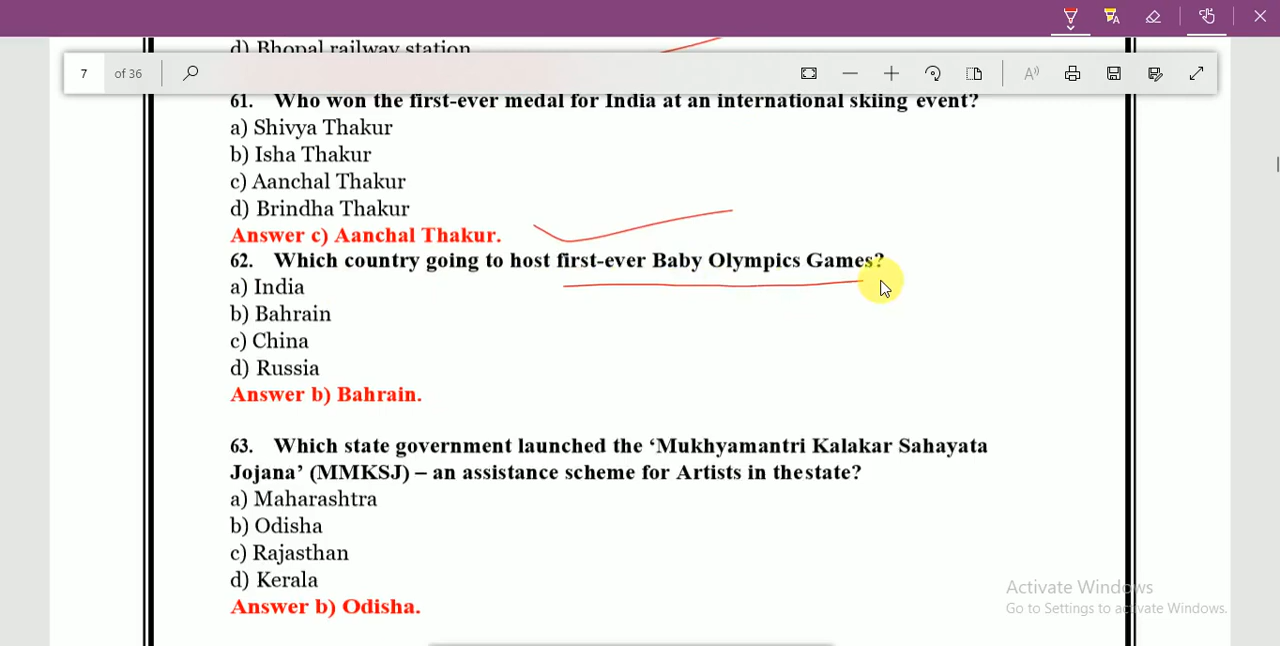 d) Bhopal railway station
7 of 36
61. Who won the first-ever medal for India at an international skiing event?
a) Shivya Thakur
b) Isha Thakur
c) Aanchal Thakur
d) Brindha Thakur
Answer c) Aanchal Thakur.
62. Which country going to host first-ever Baby Olympics Games?
a) India
b) Bahrain
c) China
d) Russia
Answer b) Bahrain.
63. Which state government launched the ‘Mukhyamantri Kalakar Sahayata
Jojana’ (MMKSJ) – an assistance scheme for Artists in thestate?
a) Maharashtra
b) Odisha
c) Rajasthan
d) Kerala
Answer b) Odisha.
Activate Windows
Go to Settings to activate Windows.